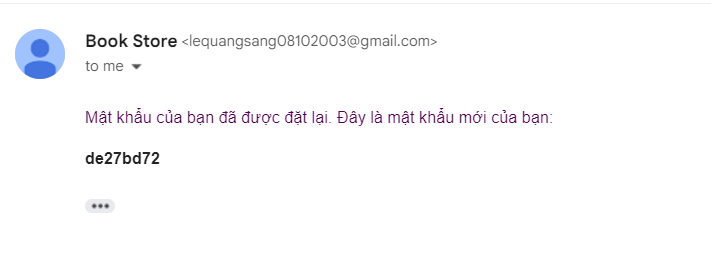 Book Store <lequangsang08102003@gmail.com>
to me
Mật khẩu của bạn đã được đặt lại. Đây là mật khẩu mới của bạn:
de27bd72